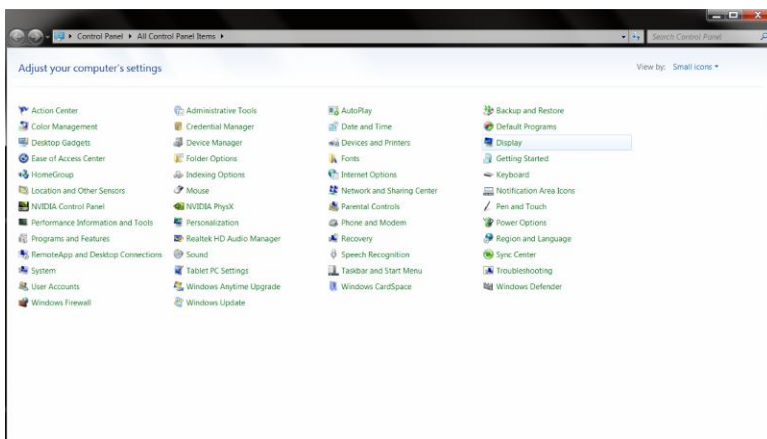 Control Panel ▸ All Control Panel Items ▸ Search Control Panel
Adjust your computer's settings View by: Small icons
Action Center Administrative Tools AutoPlay Backup and Restore
Color Management Credential Manager Date and Time Default Programs
Desktop Gadgets Device Manager Devices and Printers Display
Ease of Access Center Folder Options Fonts Getting Started
HomeGroup Indexing Options Internet Options Keyboard
Location and Other Sensors Mouse Network and Sharing Center Notification Area Icons
NVIDIA Control Panel NVIDIA PhysX Parental Controls Pen and Touch
Performance Information and Tools Personalization Phone and Modem Power Options
Programs and Features Realtek HD Audio Manager Recovery Region and Language
RemoteApp and Desktop Connections Sound Speech Recognition Sync Center
System Tablet PC Settings Taskbar and Start Menu Troubleshooting
User Accounts Windows Anytime Upgrade Windows CardSpace Windows Defender
Windows Firewall Windows Update